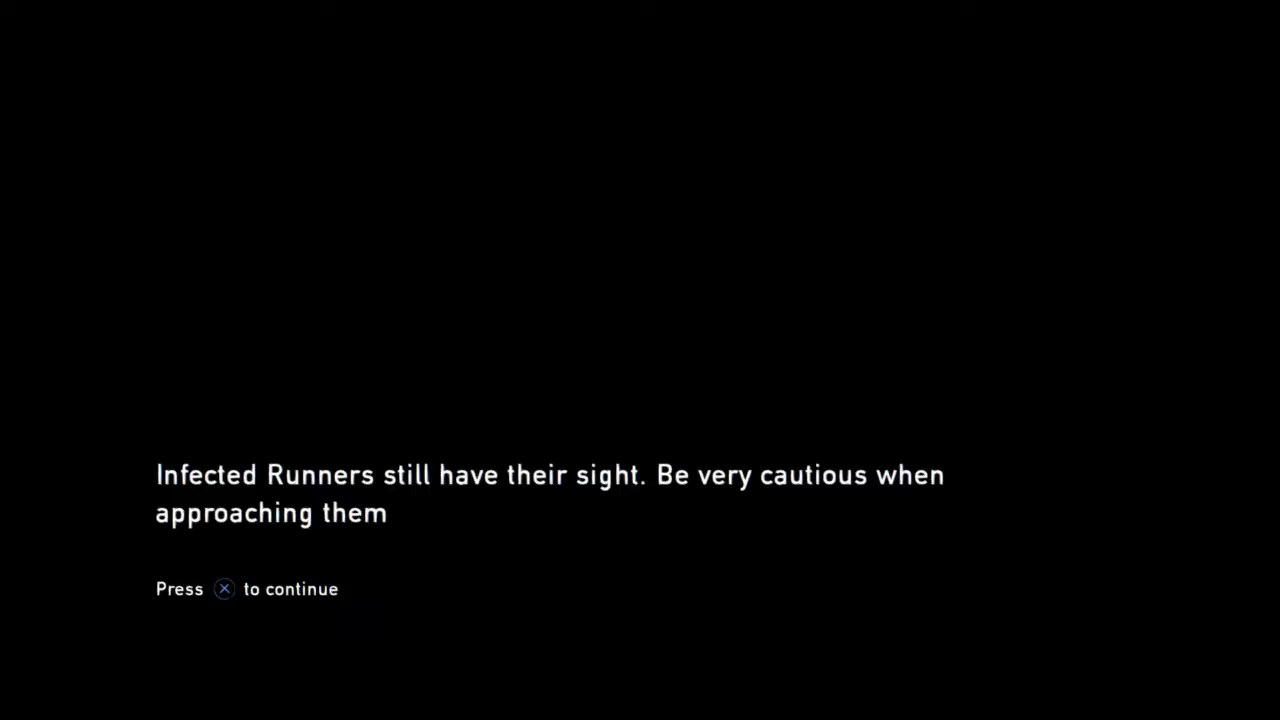 Infected Runners still have their sight. Be very cautious when
approaching them
Press ⓧ to continue